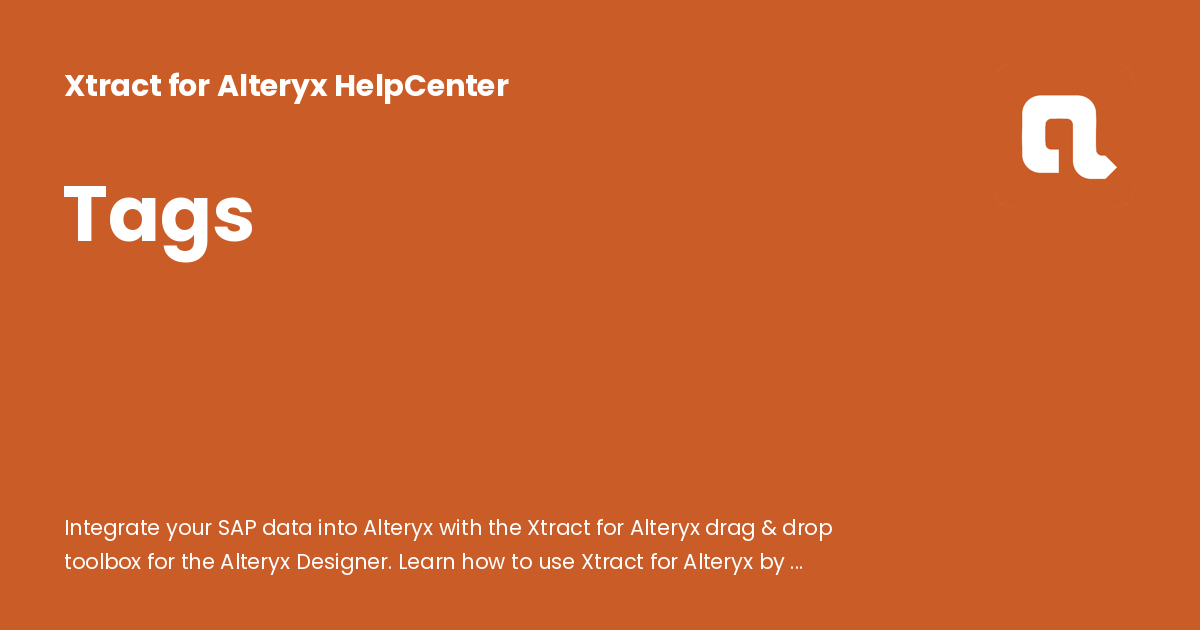 Xtract for Alteryx HelpCenter
Tags
Integrate your SAP data into Alteryx with the Xtract for Alteryx drag & drop
toolbox for the Alteryx Designer. Learn how to use Xtract for Alteryx by ...